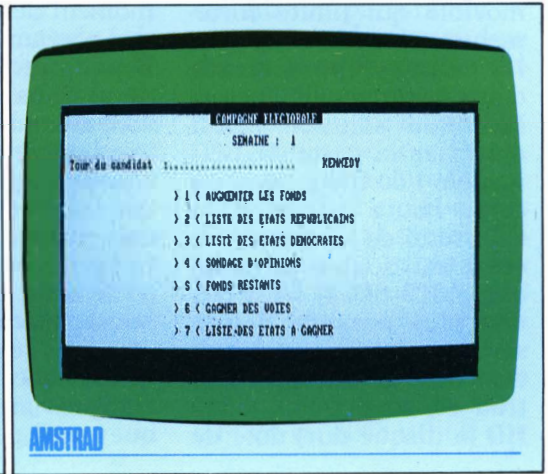 CAMPAGNE ELECTORALE
SEMAINE : 1
Tour du candidat :....................... KENNEDY
> 1 < AUGMENTER LES FONDS
> 2 < LISTE DES ETATS REPUBLICAINS
> 3 < LISTE DES ETATS DEMOCRATES
> 4 < SONDAGE D'OPINIONS
> 5 < FONDS RESTANTS
> 6 < GAGNER DES VOIES
> 7 < LISTE DES ETATS A GAGNER
AMSTRAD